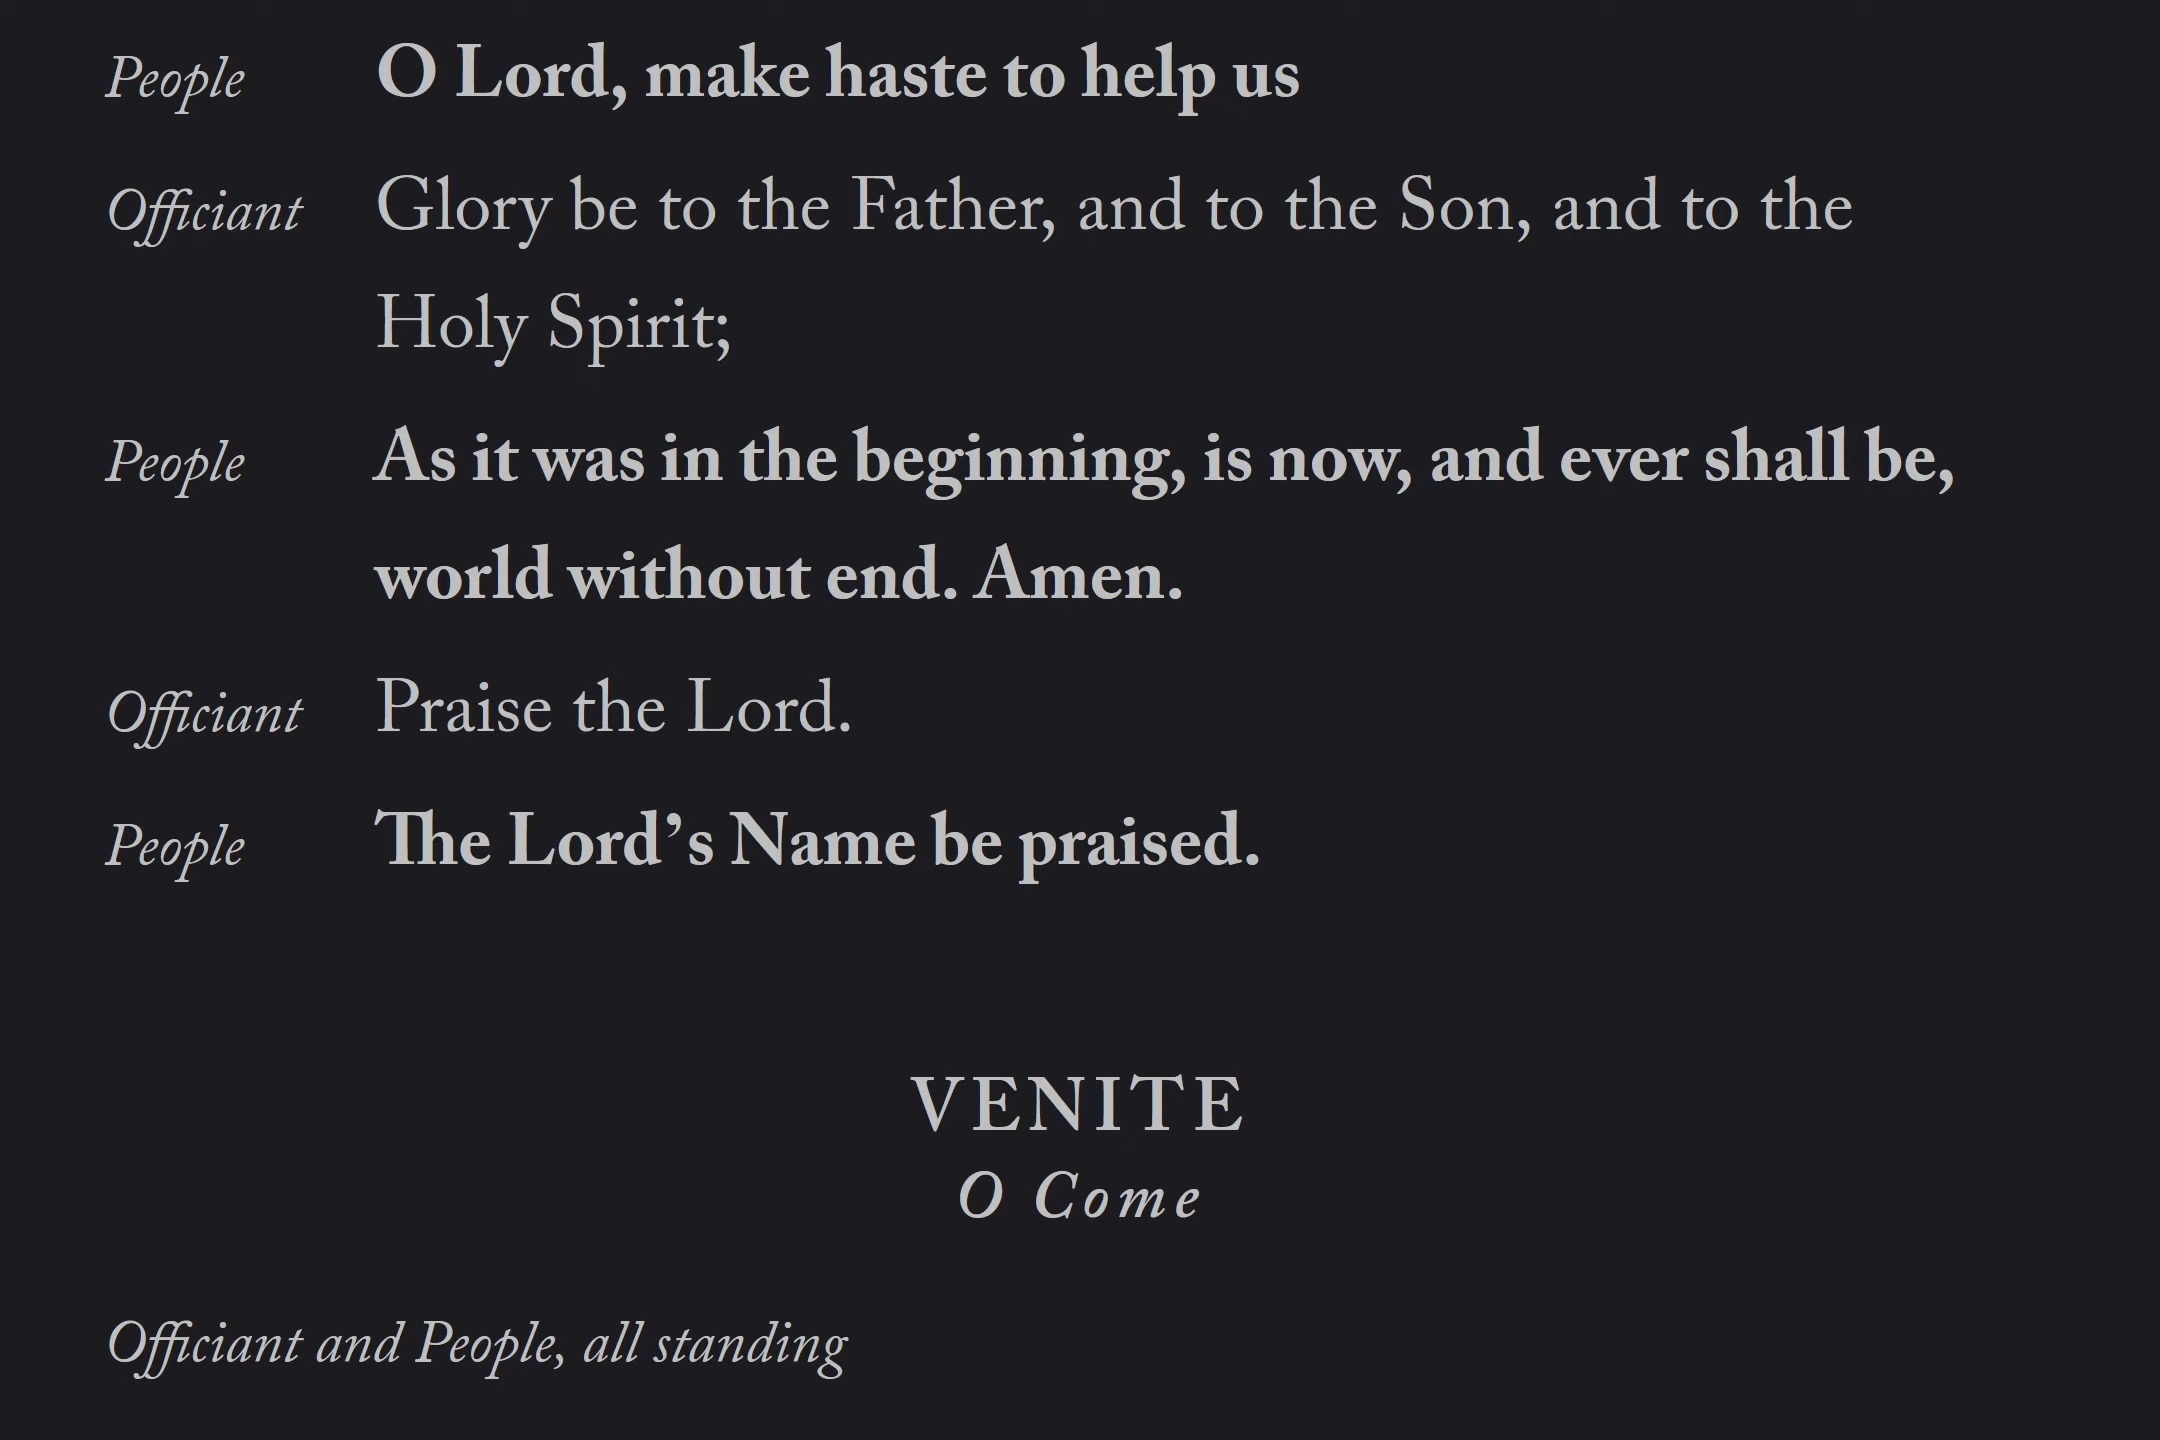 People O Lord, make haste to help us
Officiant Glory be to the Father, and to the Son, and to the
Holy Spirit;
People As it was in the beginning, is now, and ever shall be,
world without end. Amen.
Officiant Praise the Lord.
People The Lord’s Name be praised.
VENITE
O Come
Officiant and People, all standing